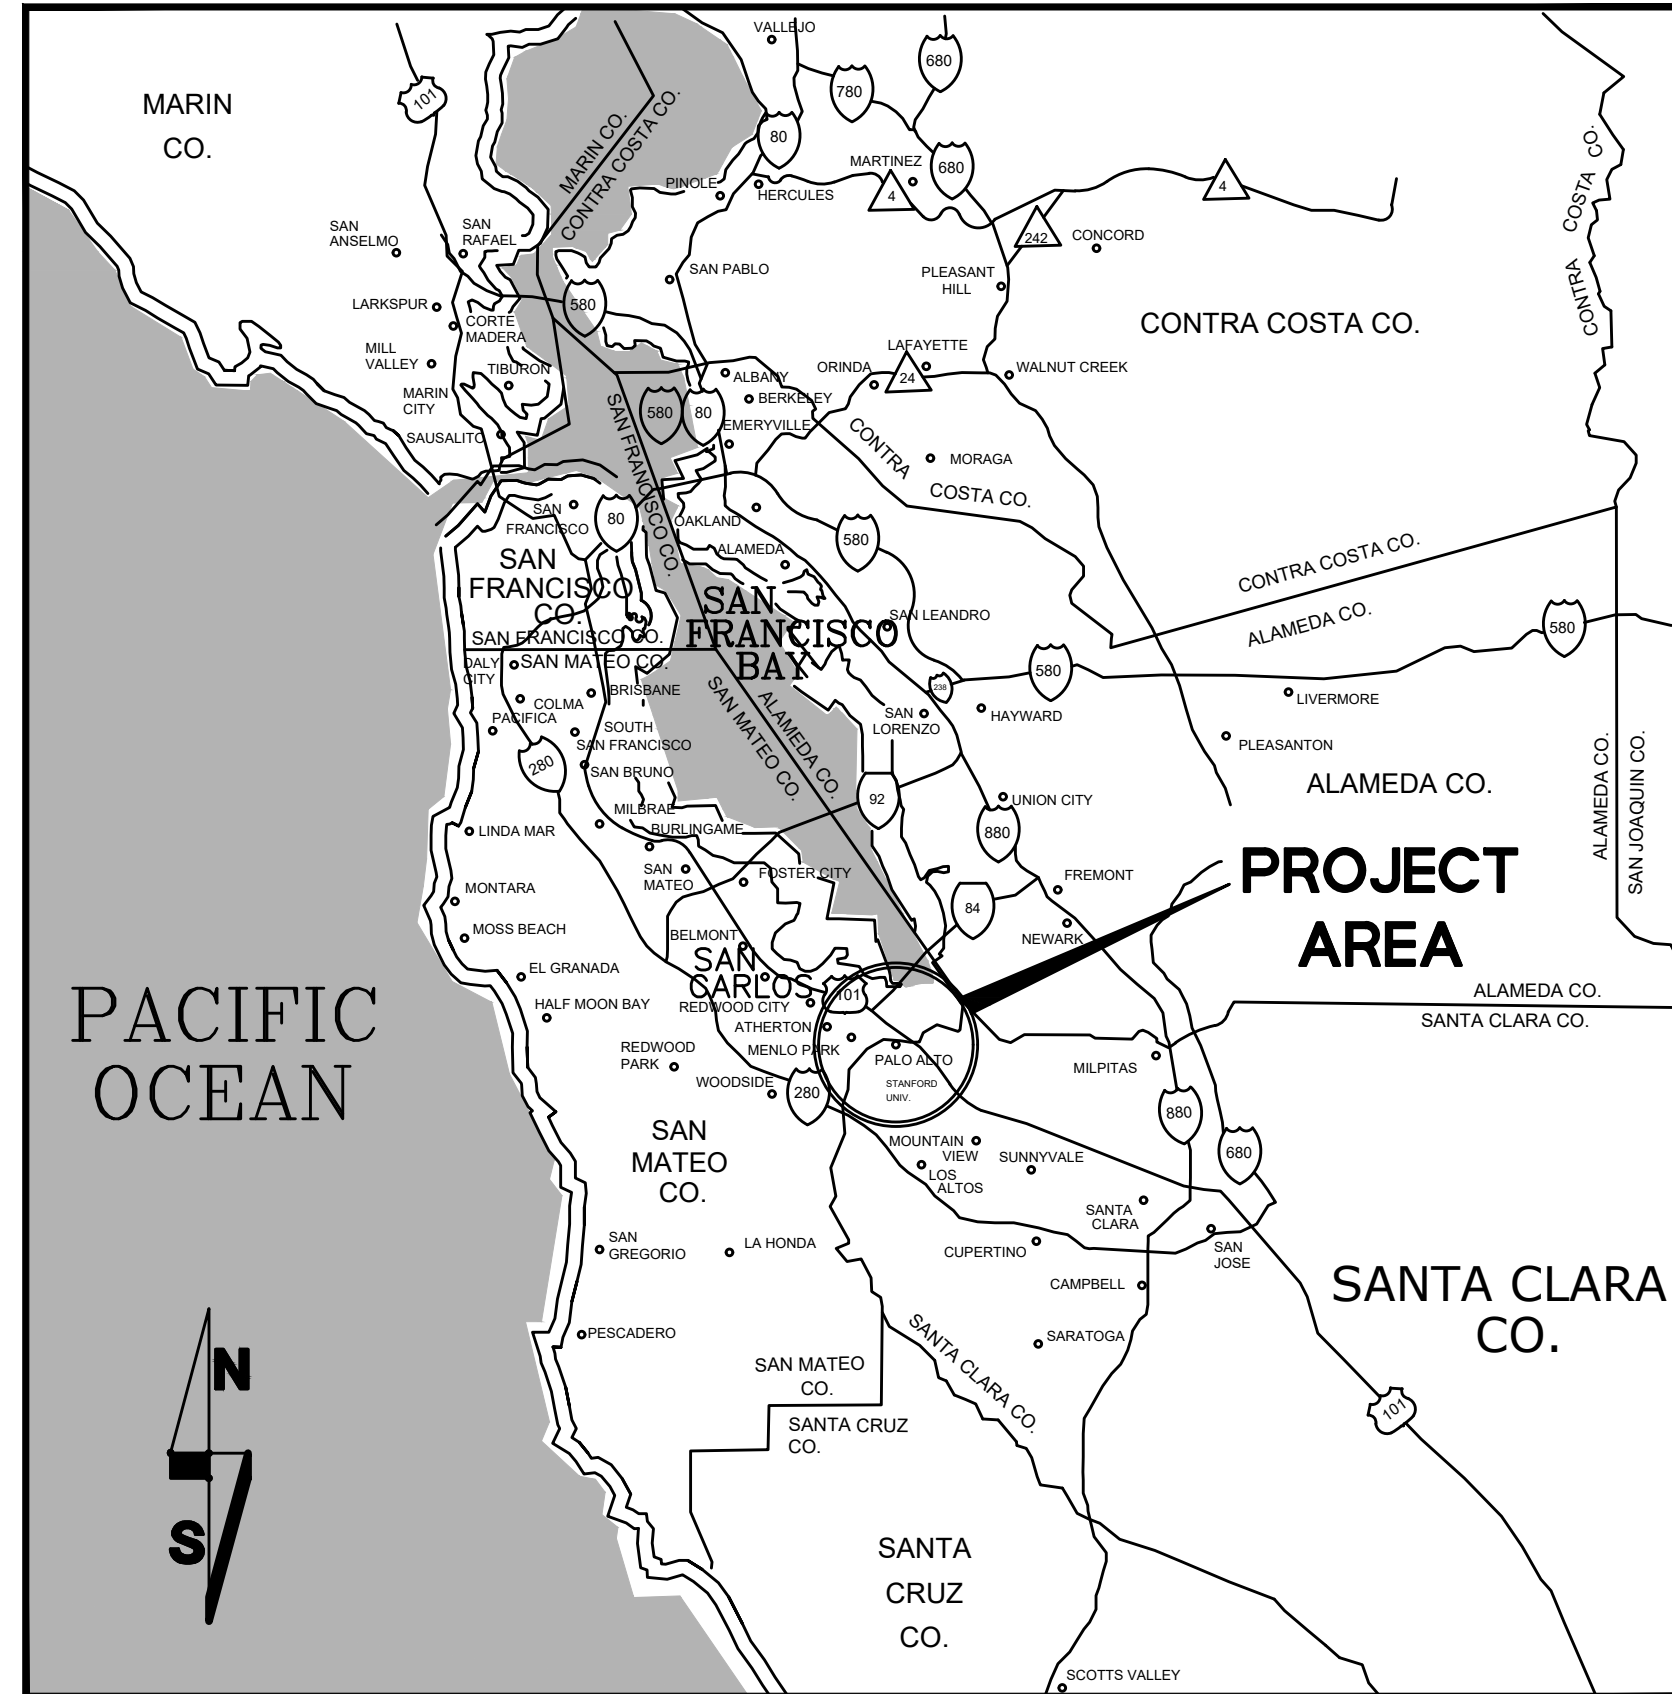 VALLEJO
680
MARIN
CO.
101
780
80
MARIN CO.
CONTRA COSTA CO.
MARTINEZ
680
4
4
PINOLE
HERCULES
CONTRA COSTA CO.
SAN
ANSELMO
SAN
RAFAEL
242
CONCORD
SAN PABLO
PLEASANT
HILL
LARKSPUR
580
CORTE
MADERA
CONTRA COSTA CO.
MILL
VALLEY
LAFAYETTE
TIBURON
ORINDA
24
WALNUT CREEK
ALBANY
MARIN
CITY
BERKELEY
580
80
EMERYVILLE
SAUSALITO
CONTRA
COSTA CO.
MORAGA
SAN FRANCISCO CO.
SAN
FRANCISCO
80
OAKLAND
ALAMEDA
580
CONTRA COSTA CO.
ALAMEDA CO.
SAN
FRANCISCO
CO.
SAN
FRANCISCO
BAY
SAN LEANDRO
580
SAN FRANCISCO CO.
SAN MATEO CO.
DALY
CITY
580
238
COLMA
BRISBANE
PACIFICA
SOUTH
SAN FRANCISCO
SAN MATEO CO.
ALAMEDA CO.
SAN
LORENZO
HAYWARD
LIVERMORE
PLEASANTON
280
SAN BRUNO
ALAMEDA CO.
ALAMEDA CO.
SAN JOAQUIN CO.
92
UNION CITY
MILBRAE
BURLINGAME
LINDA MAR
880
PROJECT
AREA
SAN
MATEO
FOSTER CITY
FREMONT
MONTARA
84
MOSS BEACH
BELMONT
NEWARK
SAN
CARLOS
EL GRANADA
101
HALF MOON BAY
REDWOOD CITY
ALAMEDA CO.
SANTA CLARA CO.
PACIFIC
OCEAN
ATHERTON
MENLO PARK
REDWOOD
PARK
PALO ALTO
MILPITAS
WOODSIDE
280
STANFORD
UNIV.
880
SAN
MATEO
CO.
MOUNTAIN
VIEW
SUNNYVALE
680
LOS
ALTOS
SANTA
CLARA
SAN
GREGORIO
LA HONDA
CUPERTINO
SAN
JOSE
CAMPBELL
SANTA CLARA
CO.
PESCADERO
SARATOGA
SANTA CLARA CO.
N
SAN MATEO
CO.
SANTA CRUZ
CO.
101
S
SANTA
CRUZ
CO.
SCOTTS VALLEY